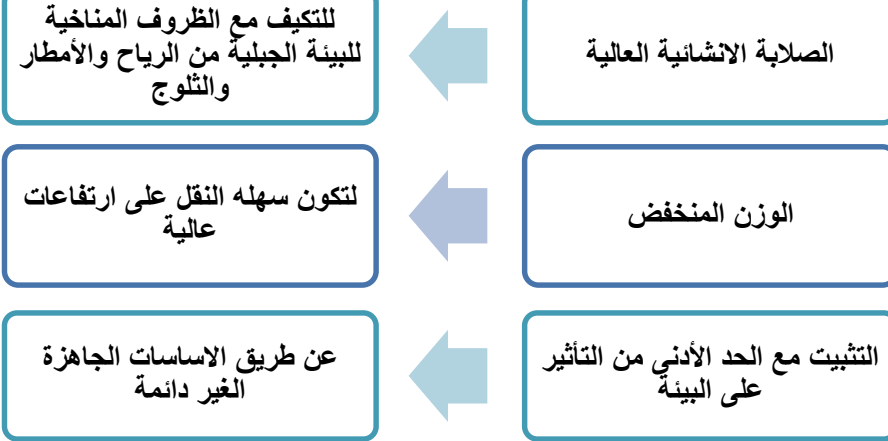 الصلابة الانشائية العالية
للتكيف مع الظروف المناخية
للبيئة الجبلية من الرياح والأمطار
والثلوج
الوزن المنخفض
لتكون سهله النقل على ارتفاعات
عالية
التثبيت مع الحد الأدنى من التأثير
على البيئة
عن طريق الاساسات الجاهزة
الغير دائمة